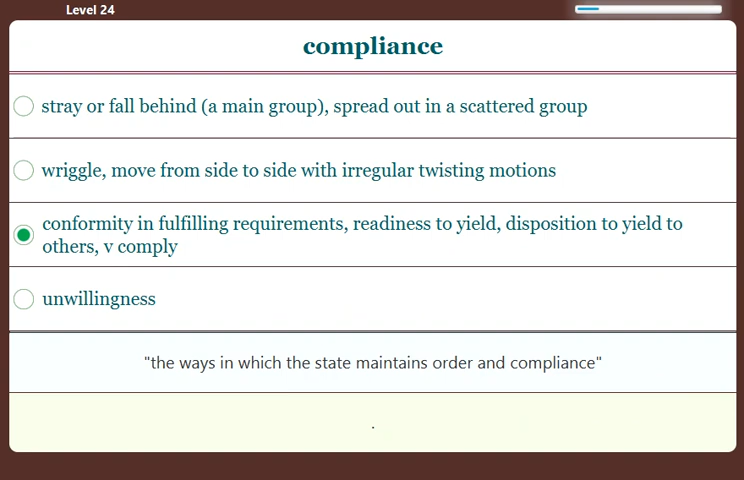 Level 24
compliance
stray or fall behind (a main group), spread out in a scattered group
wriggle, move from side to side with irregular twisting motions
conformity in fulfilling requirements, readiness to yield, disposition to yield to
others, v comply
unwillingness
"the ways in which the state maintains order and compliance"
.